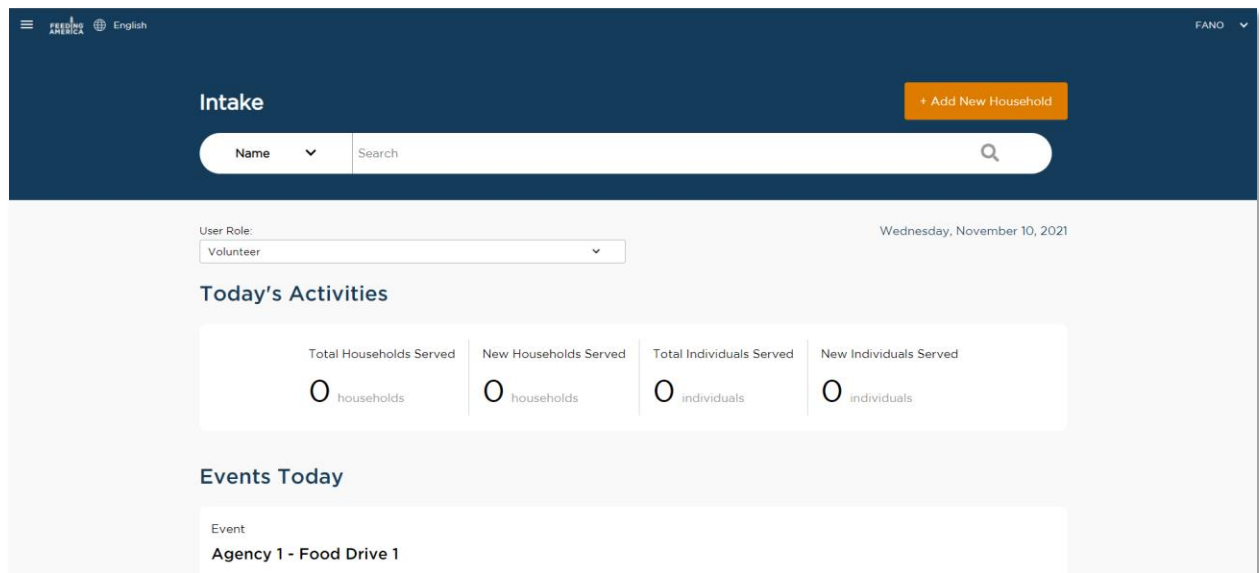 FEEDING
AMERICA
English
FANO
Intake
+ Add New Household
Name
Search
User Role:
Wednesday, November 10, 2021
Volunteer
Today's Activities
Total Households Served New Households Served Total Individuals Served New Individuals Served
0 households 0 households 0 individuals 0 individuals
Events Today
Event
Agency 1 - Food Drive 1